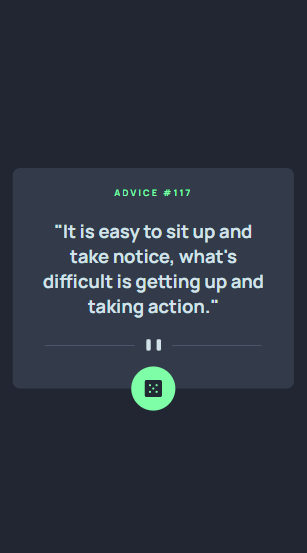 ADVICE #117
"It is easy to sit up and
take notice, what's
difficult is getting up and
taking action."